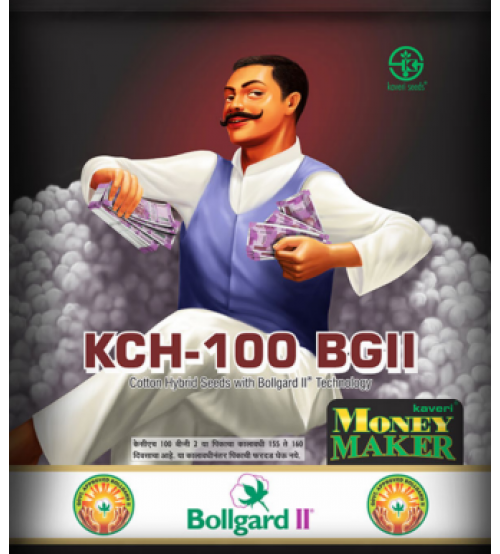 kaveri seeds®
KCH-100 BGII
Cotton Hybrid Seeds with Bollgard II® Technology
kaveri®
MONEY
MAKER
केसीएच 100 बीजी 2 या पिकाचा कालावधी 155 ते 160
दिवसाचा आहे. या कालावधीनंतर पिकाची फरदड घेऊ नये.
Bollgard II®